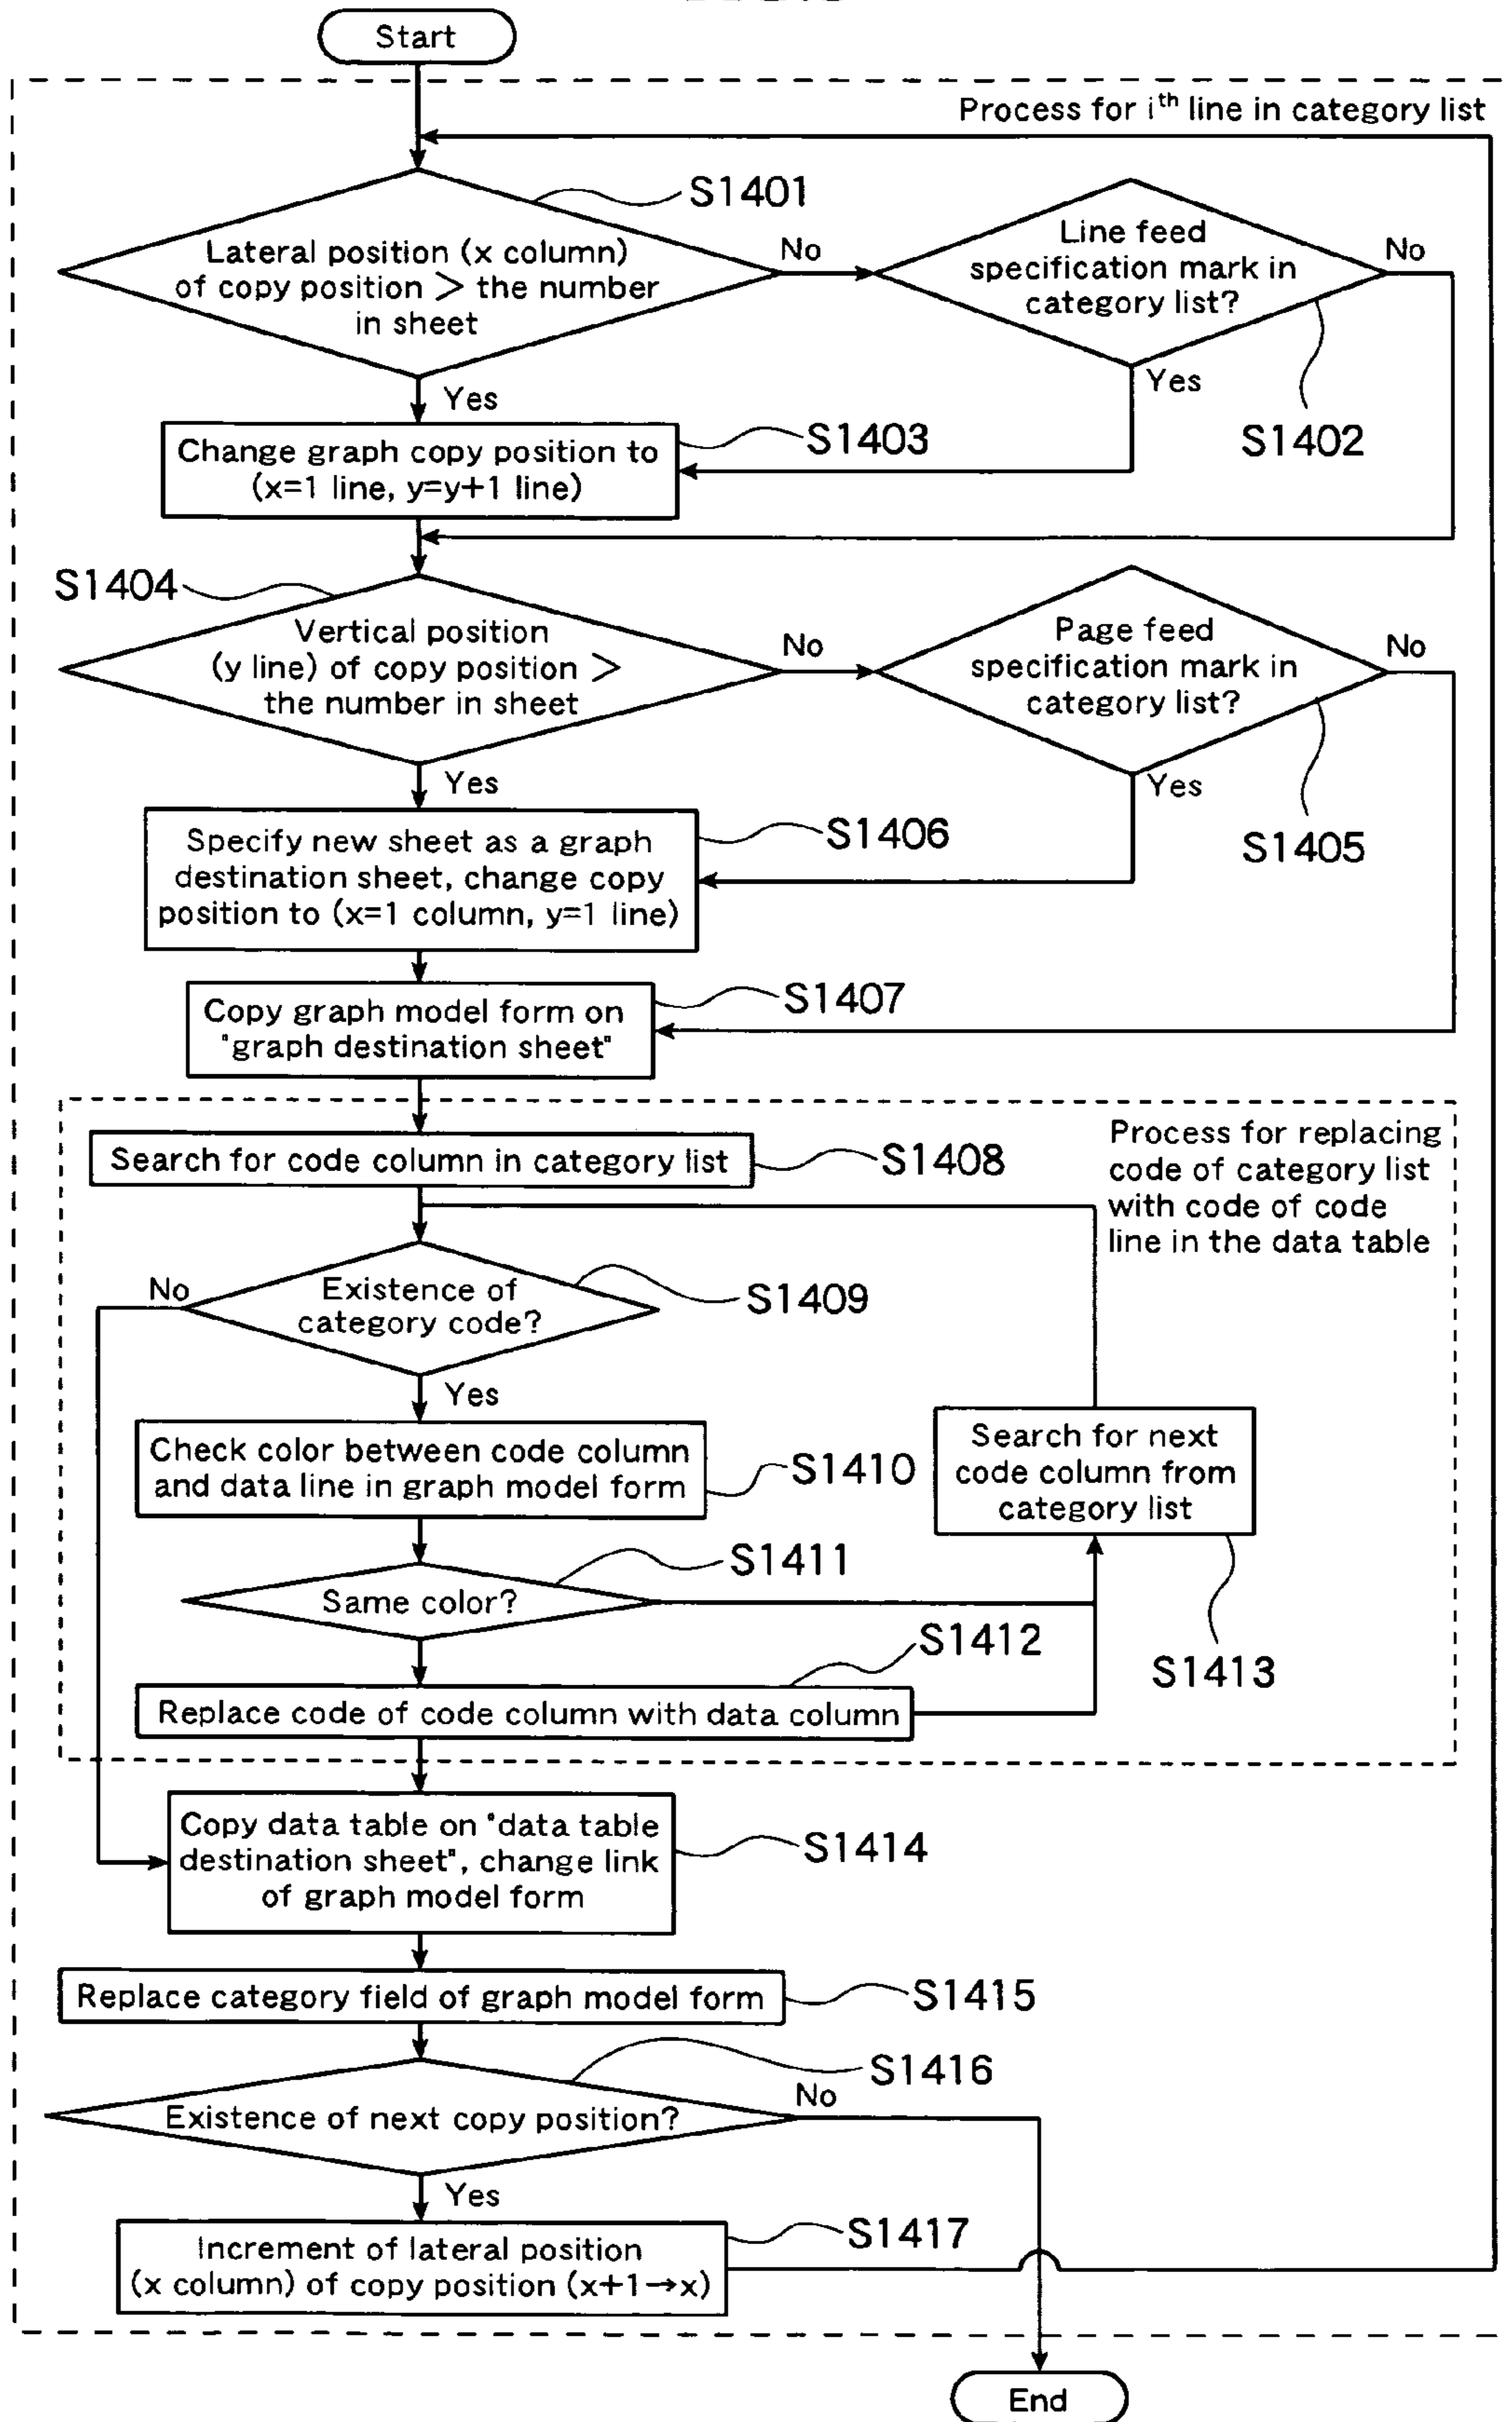 Start
Process for ith line in category list
S1401
Lateral position (x column)
of copy position > the number
in sheet
No
Line feed
specification mark in
category list?
No
Yes
Yes
S1402
Change graph copy position to
(x=1 line, y=y+1 line)
S1403
S1404
Vertical position
(y line) of copy position >
the number in sheet
No
Page feed
specification mark in
category list?
No
Yes
Yes
S1405
Specify new sheet as a graph
destination sheet, change copy
position to (x=1 column, y=1 line)
S1406
Copy graph model form on
"graph destination sheet"
S1407
Process for replacing
code of category list
with code of code
line in the data table
Search for code column in category list
S1408
No
Existence of
category code?
S1409
Yes
Check color between code column
and data line in graph model form
S1410
Search for next
code column from
category list
S1411
Same color?
S1412
S1413
Replace code of code column with data column
Copy data table on "data table
destination sheet", change link
of graph model form
S1414
Replace category field of graph model form
S1415
S1416
Existence of next copy position?
No
Yes
Increment of lateral position
(x column) of copy position (x+1→x)
S1417
End